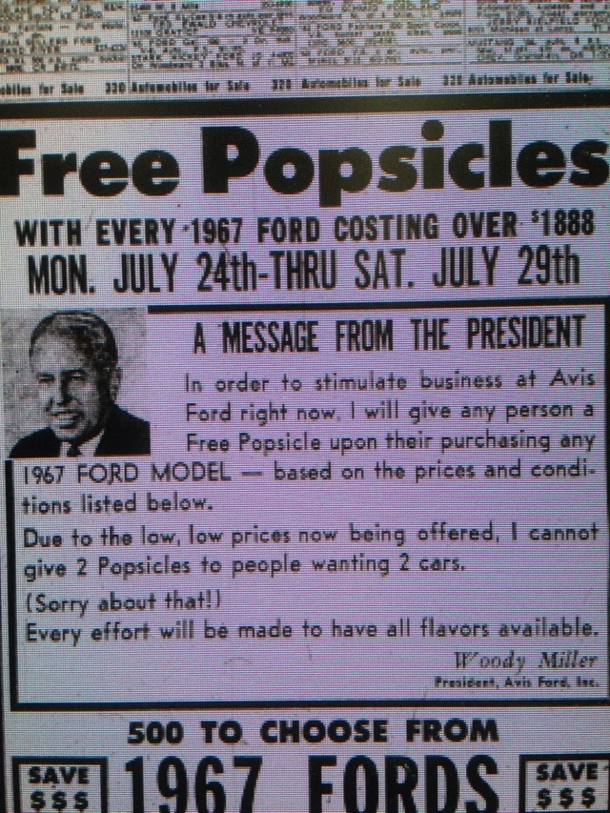 320 Automobiles for Sale 320 Automobiles for Sale 320 Automobiles for Sale
Free Popsicles
WITH EVERY 1967 FORD COSTING OVER $1888
MON. JULY 24th-THRU SAT. JULY 29th
A MESSAGE FROM THE PRESIDENT
In order to stimulate business at Avis
Ford right now, I will give any person a
Free Popsicle upon their purchasing any
1967 FORD MODEL — based on the prices and condi-
tions listed below.
Due to the low, low prices now being offered, I cannot
give 2 Popsicles to people wanting 2 cars.
(Sorry about that!)
Every effort will be made to have all flavors available.
Woody Miller
President, Avis Ford, Inc.
500 TO CHOOSE FROM
SAVE
$$$
1967 FORDS
SAVE
$$$